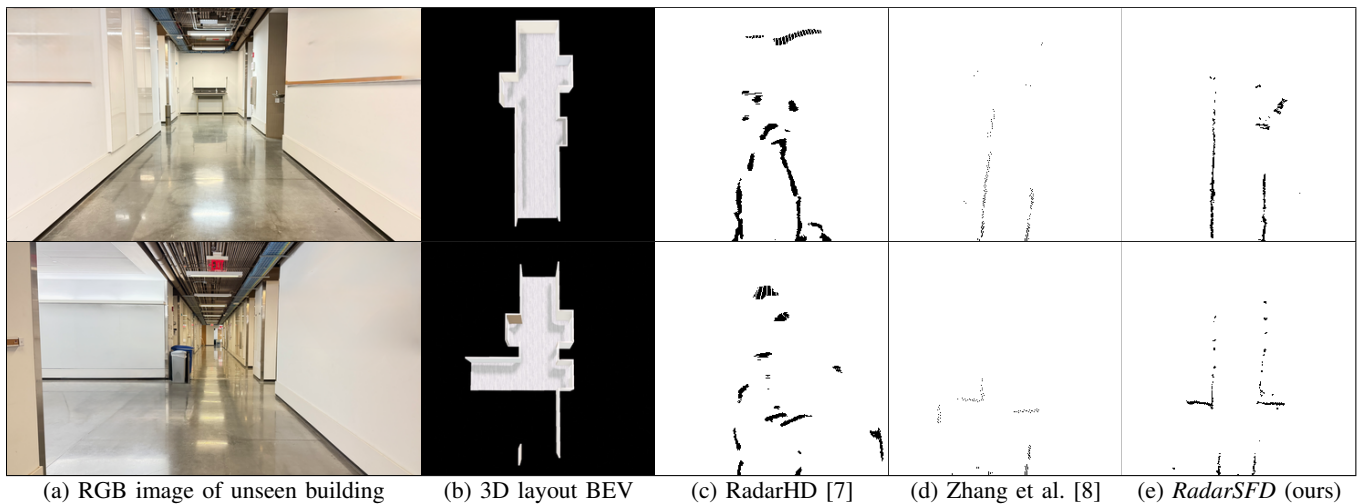 (a) RGB image of unseen building
(b) 3D layout BEV
(c) RadarHD [7]
(d) Zhang et al. [8]
(e) RadarSFD (ours)